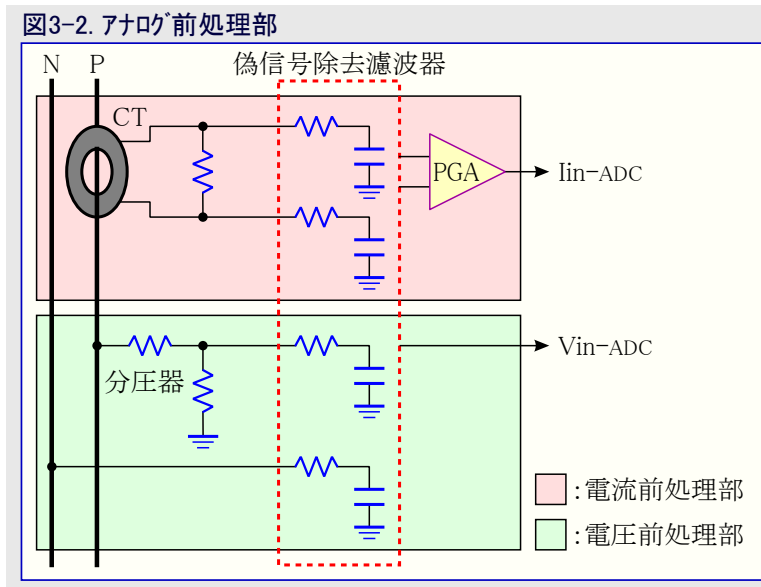 図3-2. ｱﾅﾛｸﾞ前処理部
N P 偽信号除去濾波器
CT
PGA
Iin-ADC
Vin-ADC
分圧器
:電流前処理部
:電圧前処理部